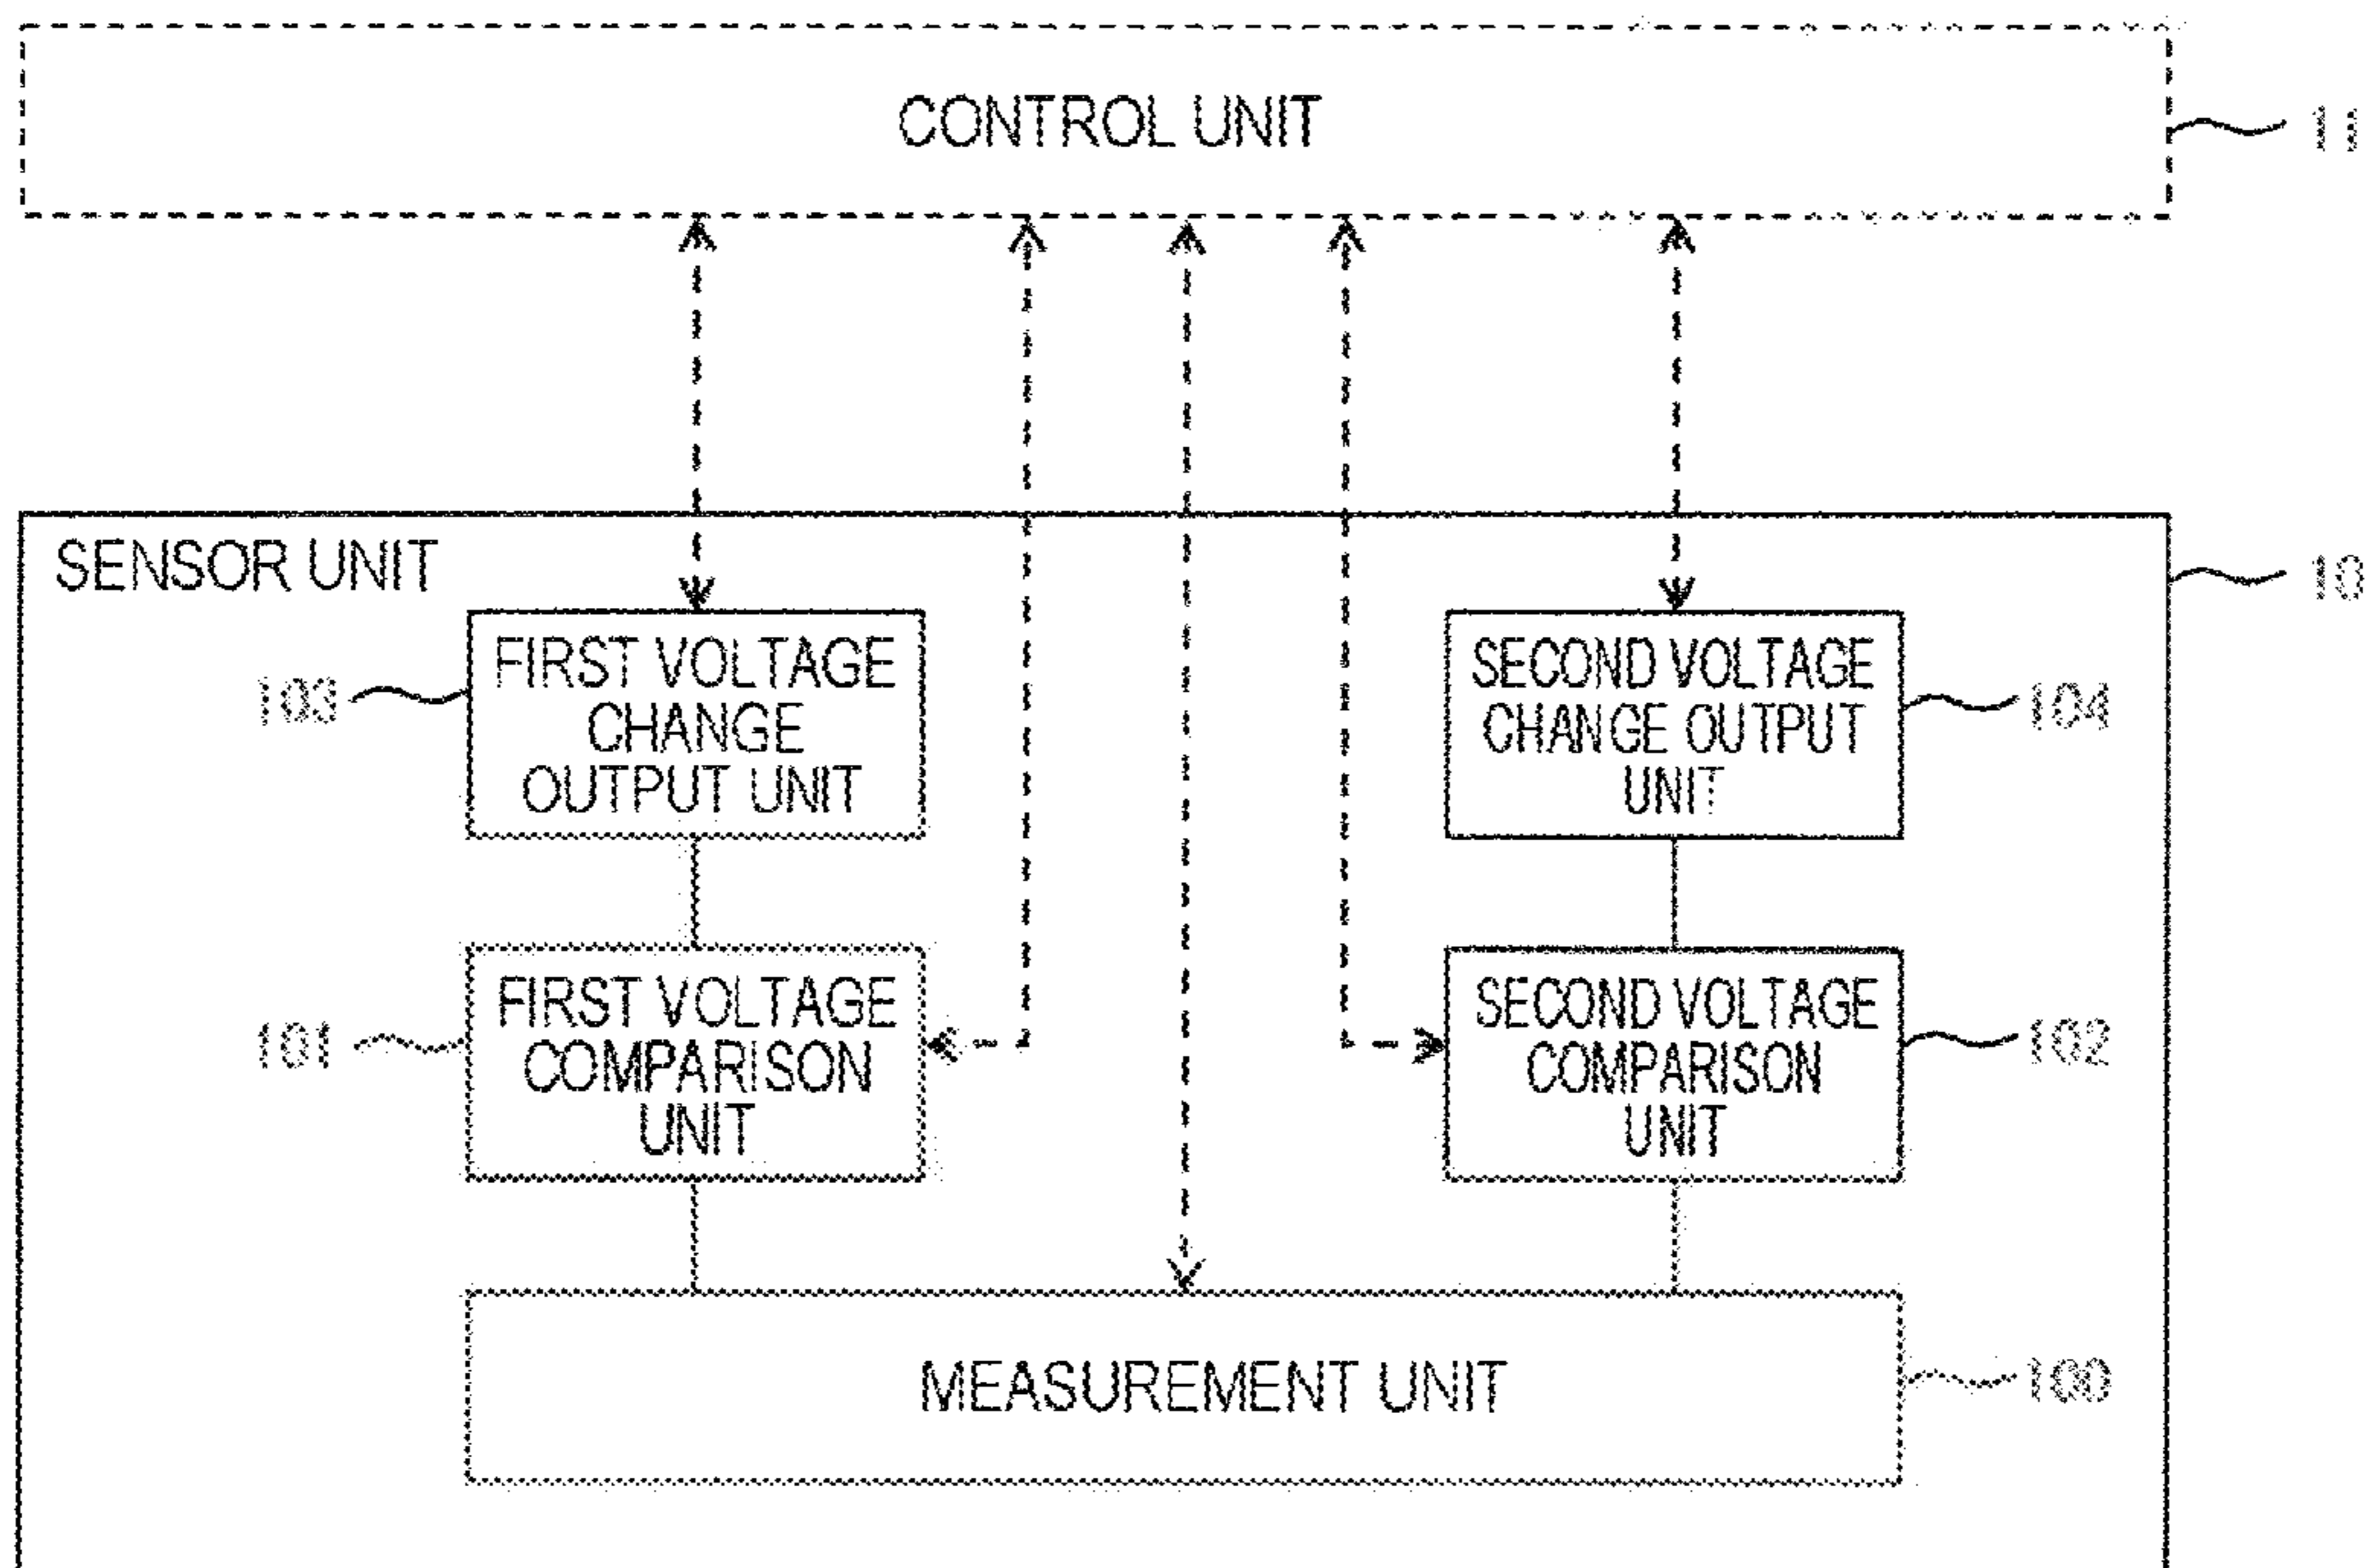 CONTROL UNIT
11
SENSOR UNIT
10
FIRST VOLTAGE
CHANGE
OUTPUT UNIT
103
SECOND VOLTAGE
CHANGE OUTPUT
UNIT
104
FIRST VOLTAGE
COMPARISON
UNIT
101
SECOND VOLTAGE
COMPARISON
UNIT
102
MEASUREMENT UNIT
100